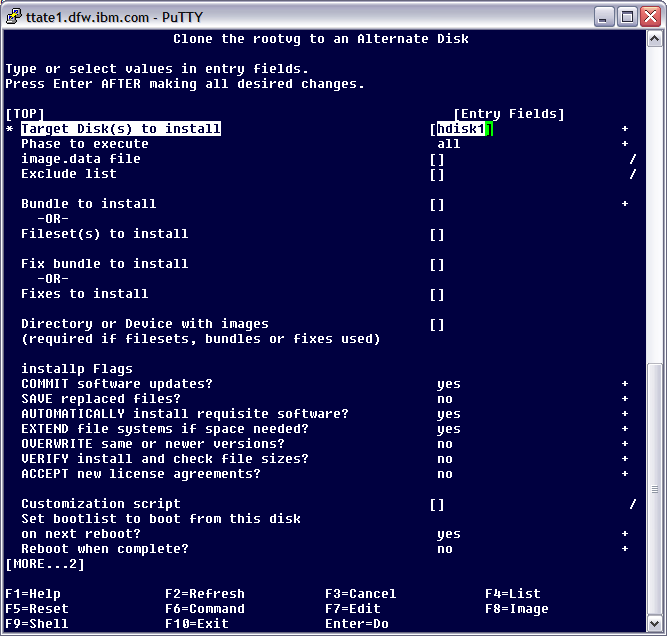 ttate1.dfw.ibm.com - PuTTY
Clone the rootvg to an Alternate Disk
Type or select values in entry fields.
Press Enter AFTER making all desired changes.
[TOP] [Entry Fields]
* Target Disk(s) to install [hdisk1] +
Phase to execute all +
image.data file [] /
Exclude list [] /
Bundle to install [] +
-OR-
Fileset(s) to install []
Fix bundle to install []
-OR-
Fixes to install []
Directory or Device with images []
(required if filesets, bundles or fixes used)
installp Flags
COMMIT software updates? yes +
SAVE replaced files? no +
AUTOMATICALLY install requisite software? yes +
EXTEND file systems if space needed? yes +
OVERWRITE same or newer versions? no +
VERIFY install and check file sizes? no +
ACCEPT new license agreements? no +
Customization script [] /
Set bootlist to boot from this disk
on next reboot? yes +
Reboot when complete? no +
[MORE...2]
F1=Help F2=Refresh F3=Cancel F4=List
F5=Reset F6=Command F7=Edit F8=Image
F9=Shell F10=Exit Enter=Do